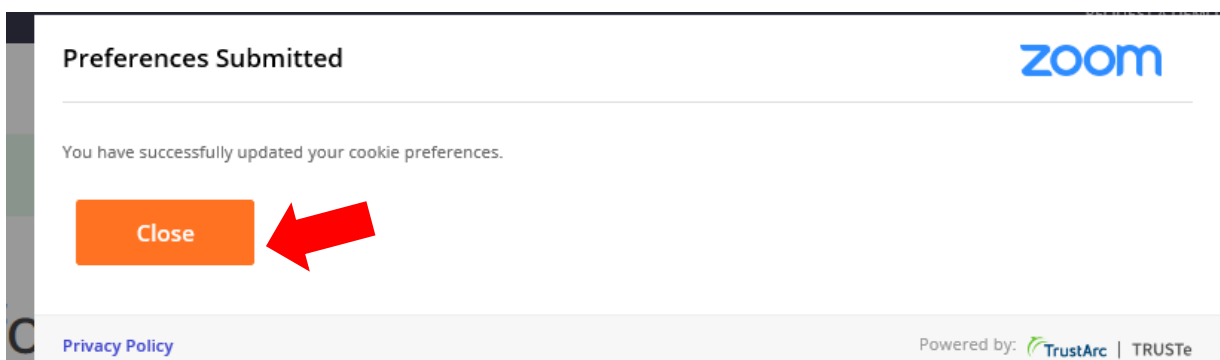 Preferences Submitted
zoom
You have successfully updated your cookie preferences.
Close
Privacy Policy
Powered by: TrustArc | TRUSTe